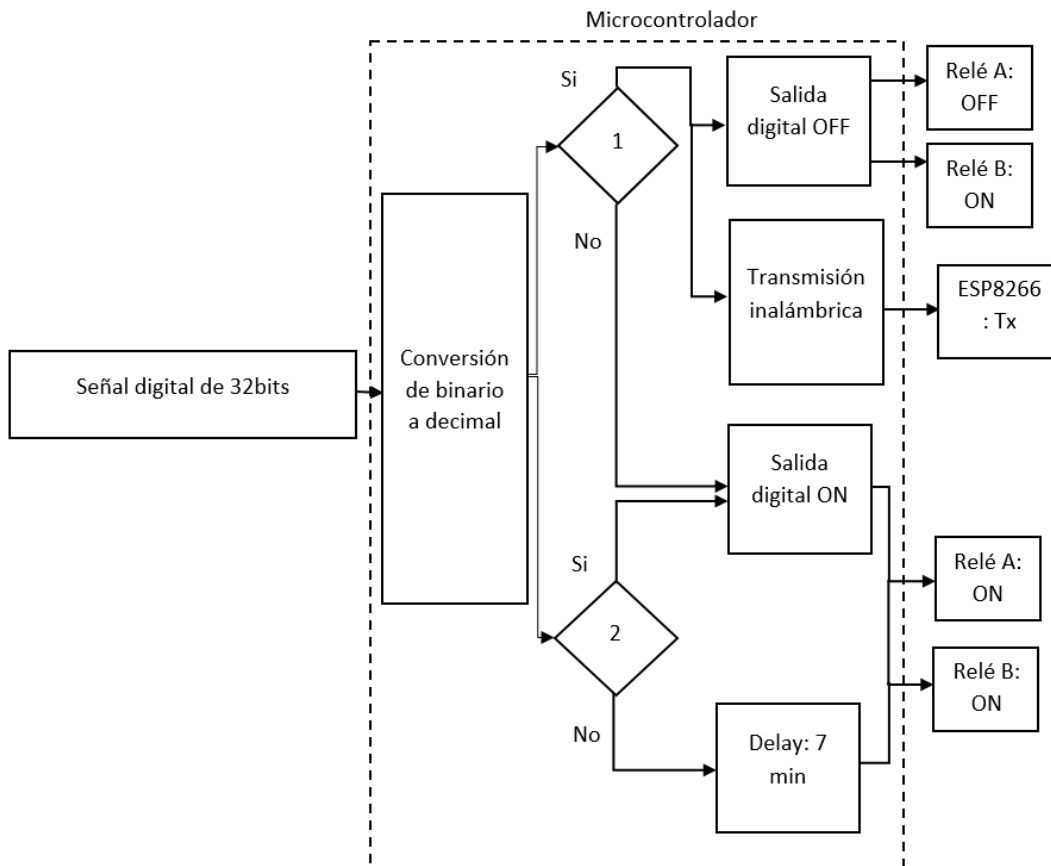 Microcontrolador
Si
1
No
Salida
digital OFF
Relé A:
OFF
Relé B:
ON
Transmisión
inalámbrica
ESP8266
: Tx
Señal digital de 32bits
Conversión
de binario
a decimal
Salida
digital ON
Si
2
No
Delay: 7
min
Relé A:
ON
Relé B:
ON